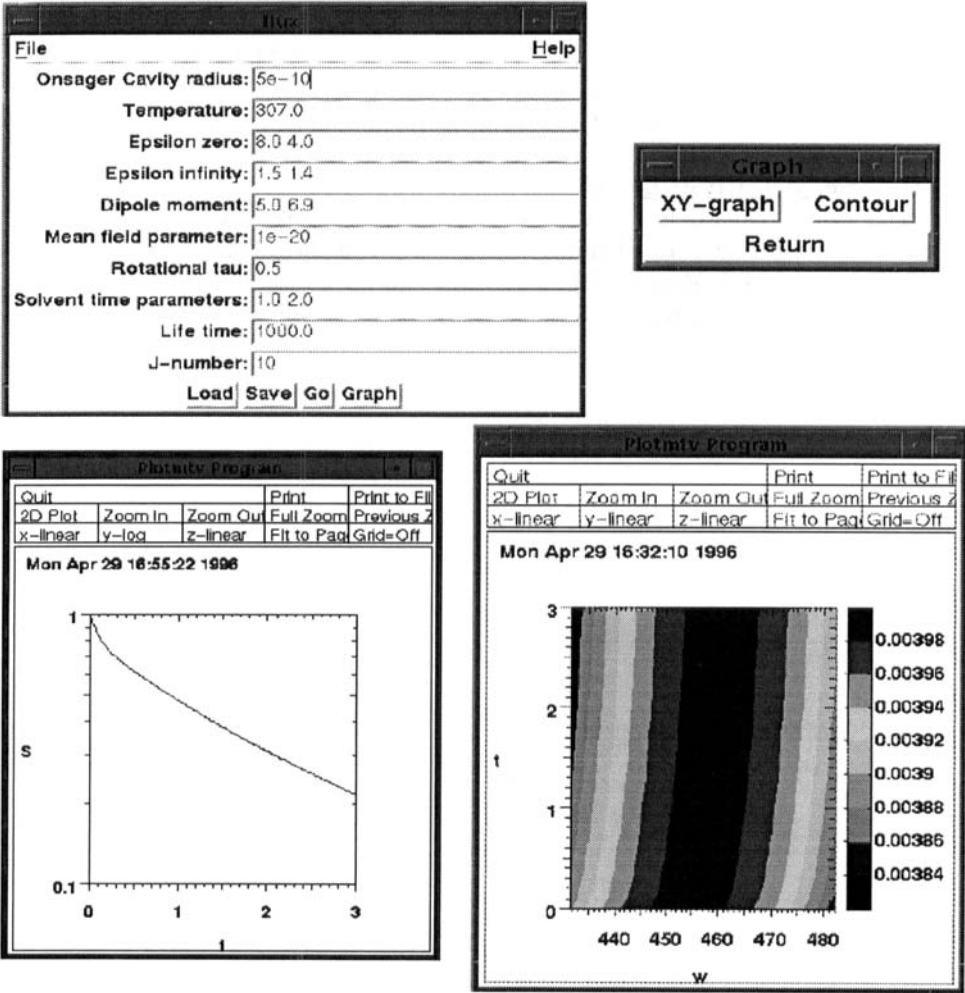 flux
File Help
Onsager Cavity radius: 5e-10
Temperature: 307.0
Epsilon zero: 8.0 4.0
Epsilon infinity: 1.5 1.4
Dipole moment: 5.0 6.9
Mean field parameter: 1e-20
Rotational tau: 0.5
Solvent time parameters: 1.0 2.0
Life time: 1000.0
J-number: 10
Load Save Go Graph
Graph
XY-graph Contour
Return
Plotmtv Program
Quit Print Print to Fil
2D Plot Zoom In Zoom Out Full Zoom Previous Z
x-linear y-log z-linear Fit to Pag Grid=Off
Mon Apr 29 16:55:22 1996
1
S
0.1
0 1 2 3
t
Plotmtv Program
Quit Print Print to Fil
2D Plot Zoom In Zoom Out Full Zoom Previous Z
x-linear y-linear z-linear Fit to Pag Grid=Off
Mon Apr 29 16:32:10 1996
3
2
t
1
0
440 450 460 470 480
w
0.00398
0.00396
0.00394
0.00392
0.0039
0.00388
0.00386
0.00384